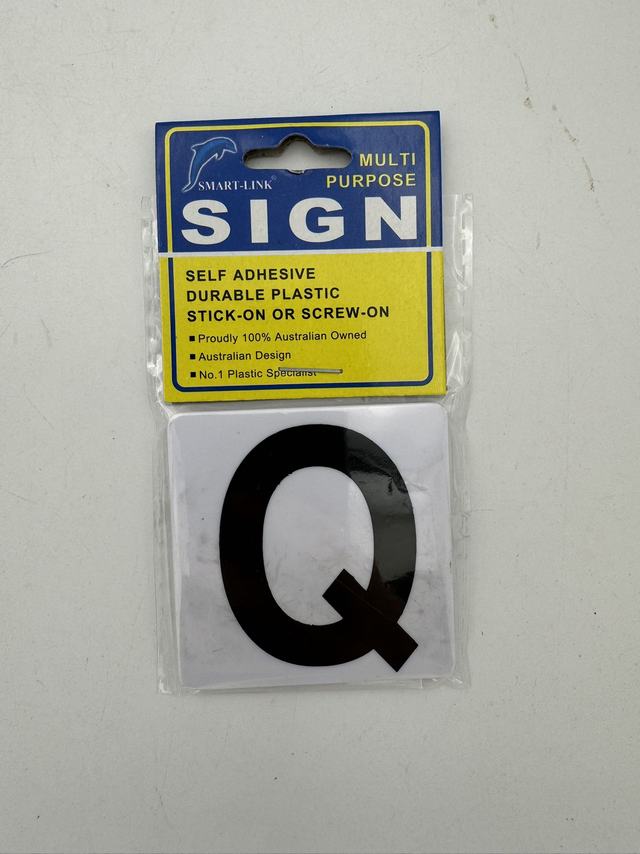 SMART-LINK®
MULTI
PURPOSE
SIGN
SELF ADHESIVE
DURABLE PLASTIC
STICK-ON OR SCREW-ON
■ Proudly 100% Australian Owned
■ Australian Design
■ No.1 Plastic Specialist
Q